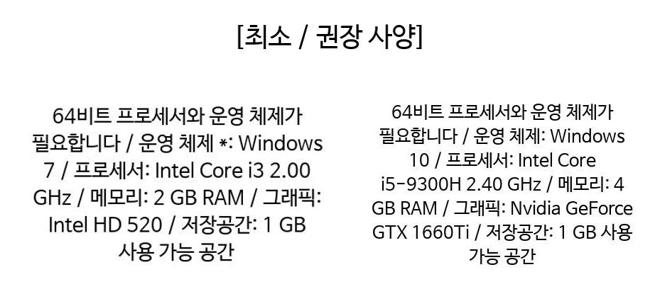 [최소 / 권장 사양]
64비트 프로세서와 운영 체제가
필요합니다 / 운영 체제 *: Windows
7 / 프로세서: Intel Core i3 2.00
GHz / 메모리: 2 GB RAM / 그래픽:
Intel HD 520 / 저장공간: 1 GB
사용 가능 공간
64비트 프로세서와 운영 체제가
필요합니다 / 운영 체제: Windows
10 / 프로세서: Intel Core
i5-9300H 2.40 GHz / 메모리: 4
GB RAM / 그래픽: Nvidia GeForce
GTX 1660Ti / 저장공간: 1 GB 사용
가능 공간